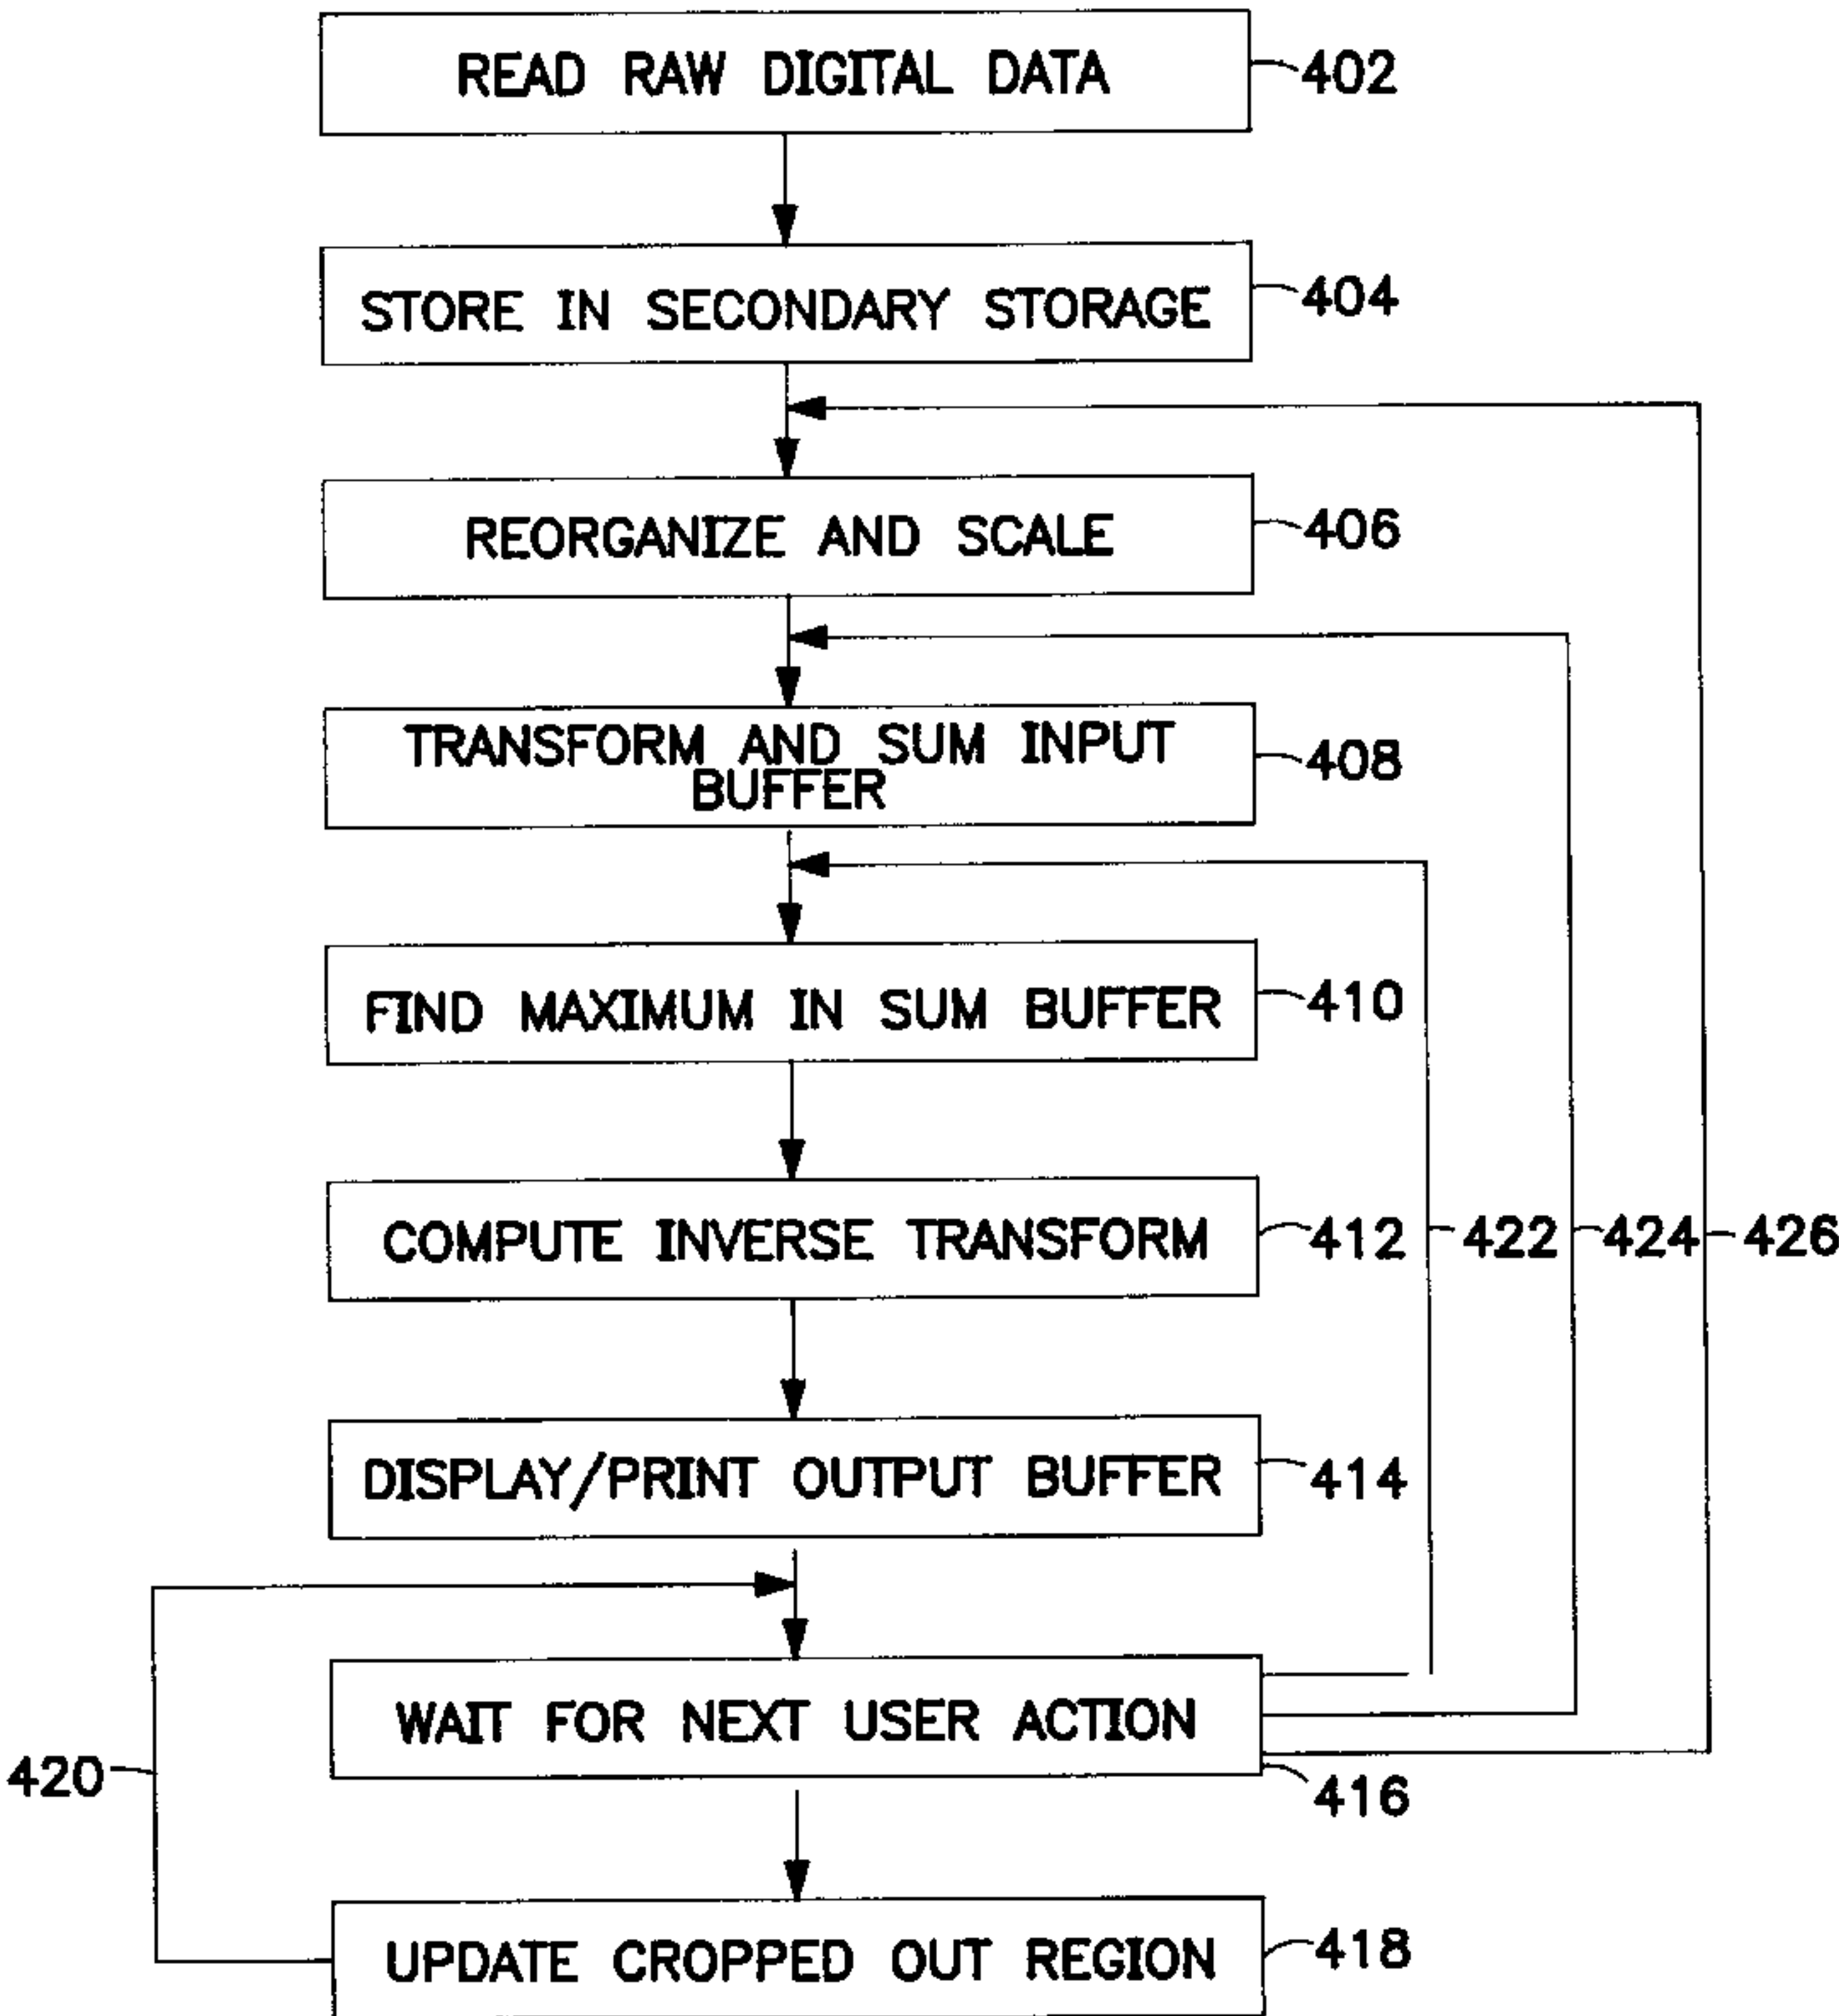 READ RAW DIGITAL DATA
402
STORE IN SECONDARY STORAGE
404
REORGANIZE AND SCALE
406
TRANSFORM AND SUM INPUT
BUFFER
408
FIND MAXIMUM IN SUM BUFFER
410
COMPUTE INVERSE TRANSFORM
412
422
424
426
DISPLAY/PRINT OUTPUT BUFFER
414
WAIT FOR NEXT USER ACTION
416
420
UPDATE CROPPED OUT REGION
418